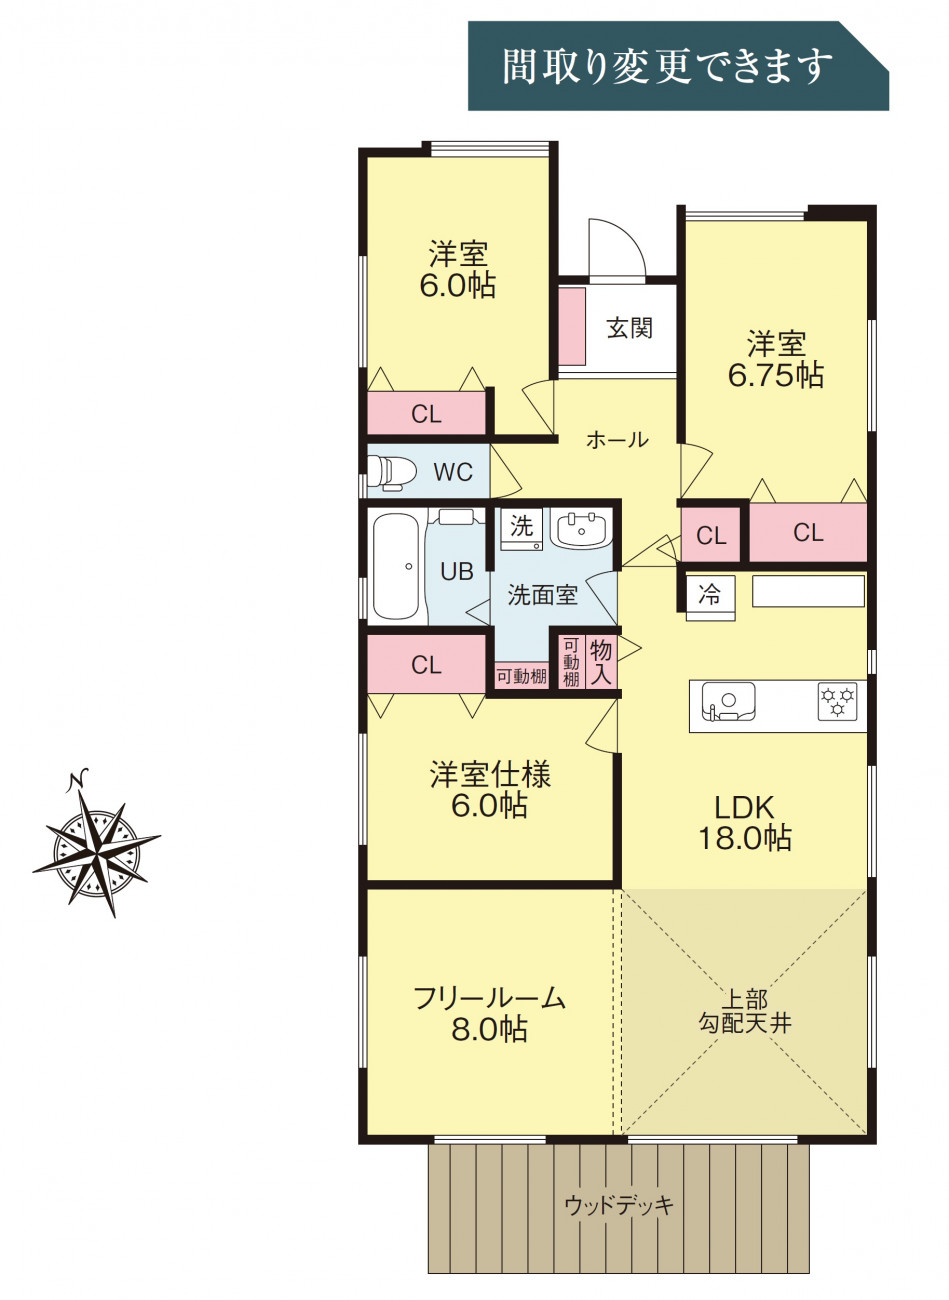 間取り変更できます
洋室
6.0帖
玄関
洋室
6.75帖
CL
ホール
WC
洗
CL
CL
UB
洗面室
冷
CL
可動棚
可動棚
物入
洋室仕様
6.0帖
N
LDK
18.0帖
フリールーム
8.0帖
上部
勾配天井
ウッドデッキ